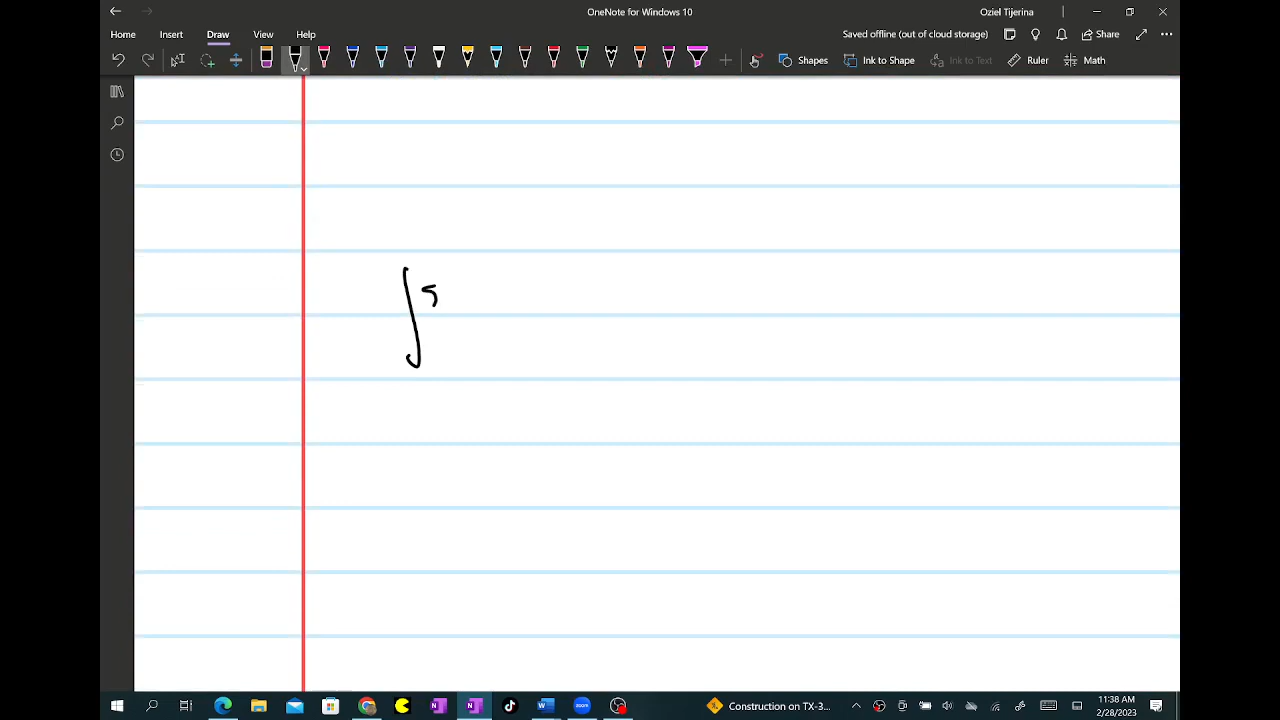 OneNote for Windows 10
Oziel Tijerina
Home Insert Draw View Help
Saved offline (out of cloud storage) Share
Shapes Ink to Shape Ink to Text Ruler Math
∫
zoom
Construction on TX-3...
11:38 AM
2/28/2023